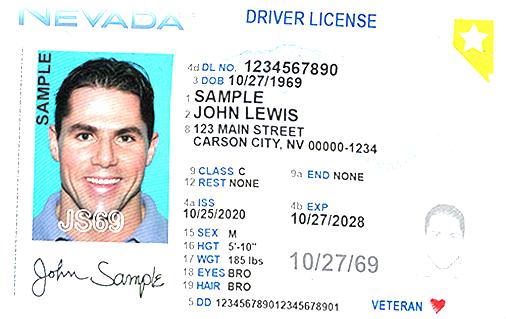 NEVADA
DRIVER LICENSE
SAMPLE
4d DL NO. 1234567890
3 DOB 10/27/1969
1 SAMPLE
2 JOHN LEWIS
8 123 MAIN STREET
CARSON CITY, NV 00000-1234
9 CLASS C 9a END NONE
12 REST NONE
4a ISS 4b EXP
10/25/2020 10/27/2028
15 SEX M
16 HGT 5'-10"
17 WGT 185 lbs
18 EYES BRO
19 HAIR BRO
5 DD 123456789012345678901
10/27/69
VETERAN
JS69
John Sample